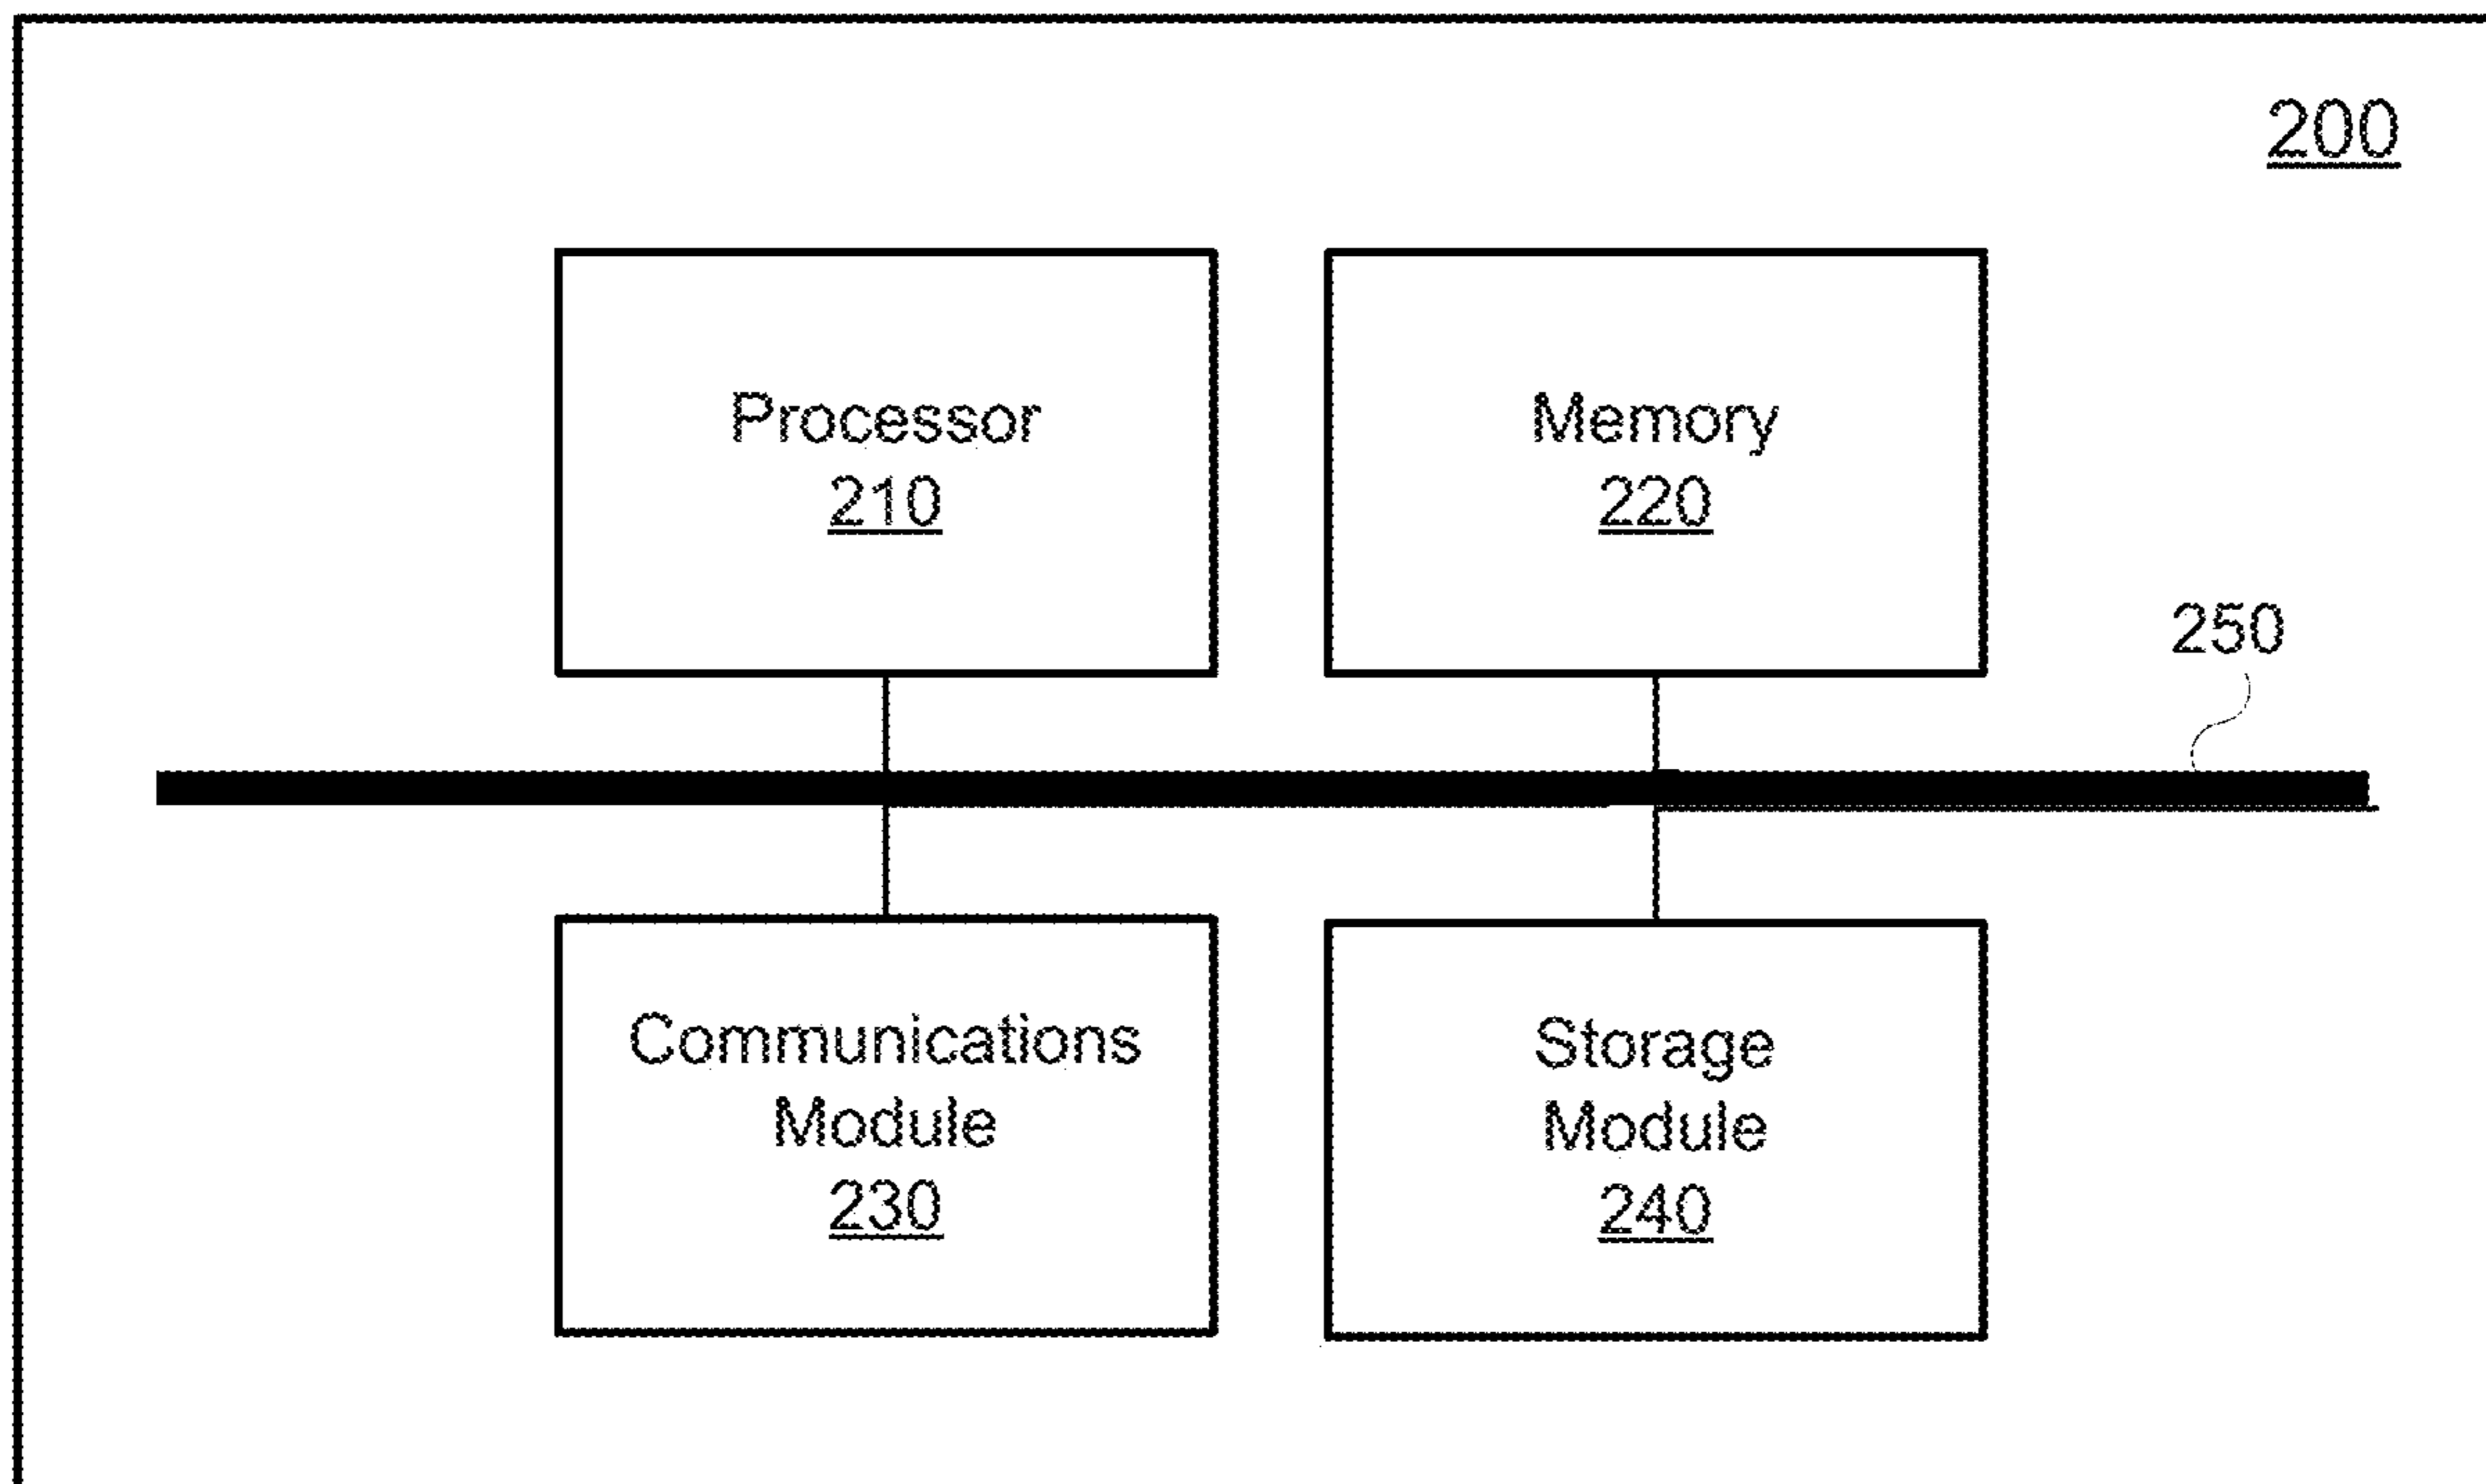 200
Processor
210
Memory
220
250
Communications
Module
230
Storage
Module
240